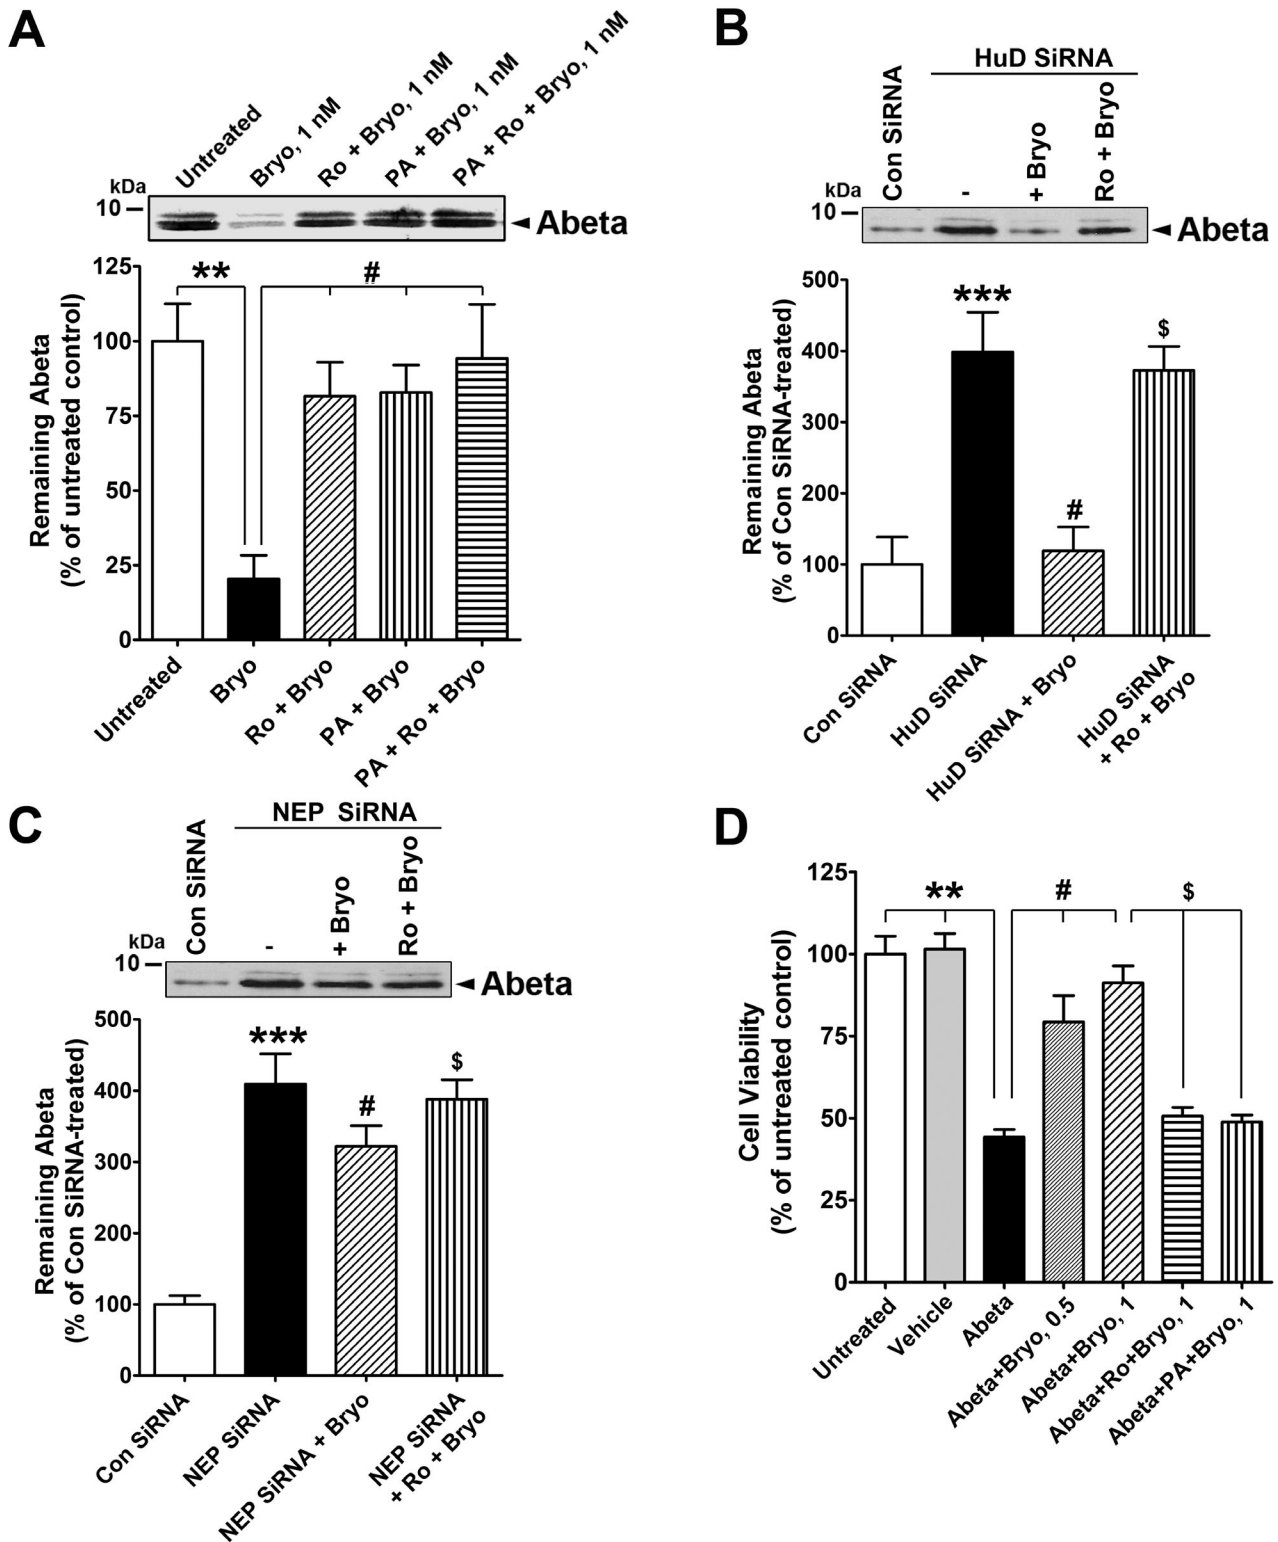 A
Untreated
Bryo, 1 nM
Ro + Bryo, 1 nM
PA + Bryo, 1 nM
PA + Ro + Bryo, 1 nM
kDa
10
Abeta
Remaining Abeta
(% of untreated control)
125
100
75
50
25
0
**
#
Untreated
Bryo
Ro + Bryo
PA + Bryo
PA + Ro + Bryo
B
HuD SiRNA
Con SiRNA
-
+ Bryo
Ro + Bryo
kDa
10
Abeta
Remaining Abeta
(% of Con SiRNA-treated)
500
400
300
200
100
0
***
#
$
Con SiRNA
HuD SiRNA
HuD SiRNA + Bryo
HuD SiRNA
+ Ro + Bryo
C
NEP SiRNA
Con SiRNA
-
+ Bryo
Ro + Bryo
kDa
10
Abeta
Remaining Abeta
(% of Con SiRNA-treated)
500
400
300
200
100
0
***
#
$
Con SiRNA
NEP SiRNA
NEP SiRNA + Bryo
NEP SiRNA
+ Ro + Bryo
D
Cell Viability
(% of untreated control)
125
100
75
50
25
0
**
#
$
Untreated
Vehicle
Abeta
Abeta+Bryo, 0.5
Abeta+Bryo, 1
Abeta+Ro+Bryo, 1
Abeta+PA+Bryo, 1